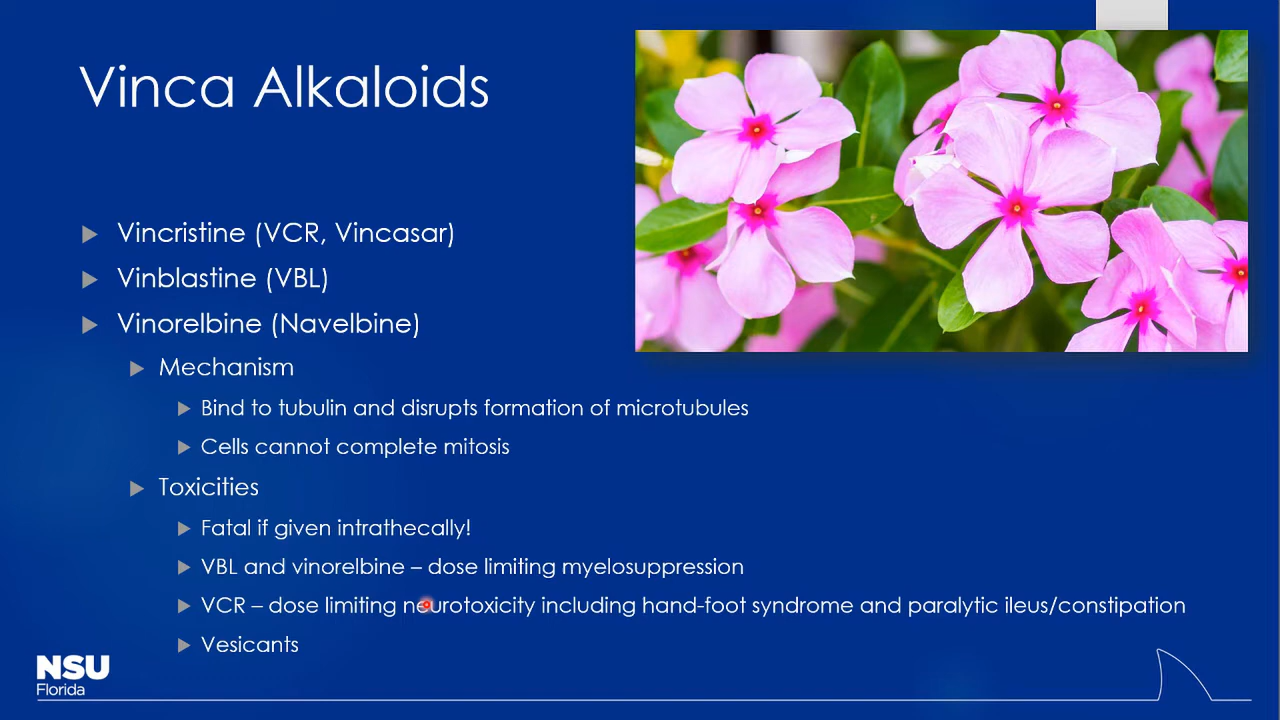 Vinca Alkaloids
Vincristine (VCR, Vincasar)
Vinblastine (VBL)
Vinorelbine (Navelbine)
Mechanism
Bind to tubulin and disrupts formation of microtubules
Cells cannot complete mitosis
Toxicities
Fatal if given intrathecally!
VBL and vinorelbine – dose limiting myelosuppression
VCR – dose limiting neurotoxicity including hand-foot syndrome and paralytic ileus/constipation
Vesicants
NSU
Florida